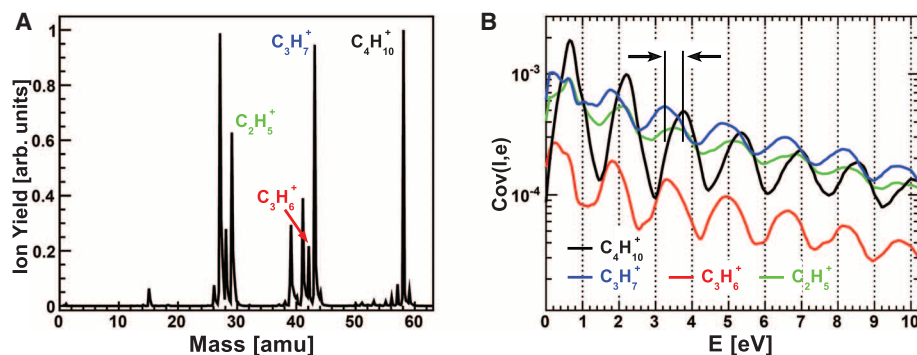 A
Ion Yield [arb. units]
1
0.8
0.6
0.4
0.2
0
C₂H₅⁺
C₃H₆⁺
C₃H₇⁺
C₄H₁₀⁺
0 10 20 30 40 50 60
Mass [amu]
B
Cov(I,e)
10⁻³
10⁻⁴
C₄H₁₀⁺
C₃H₇⁺ C₃H₆⁺ C₂H₅⁺
0 1 2 3 4 5 6 7 8 9 10
E [eV]